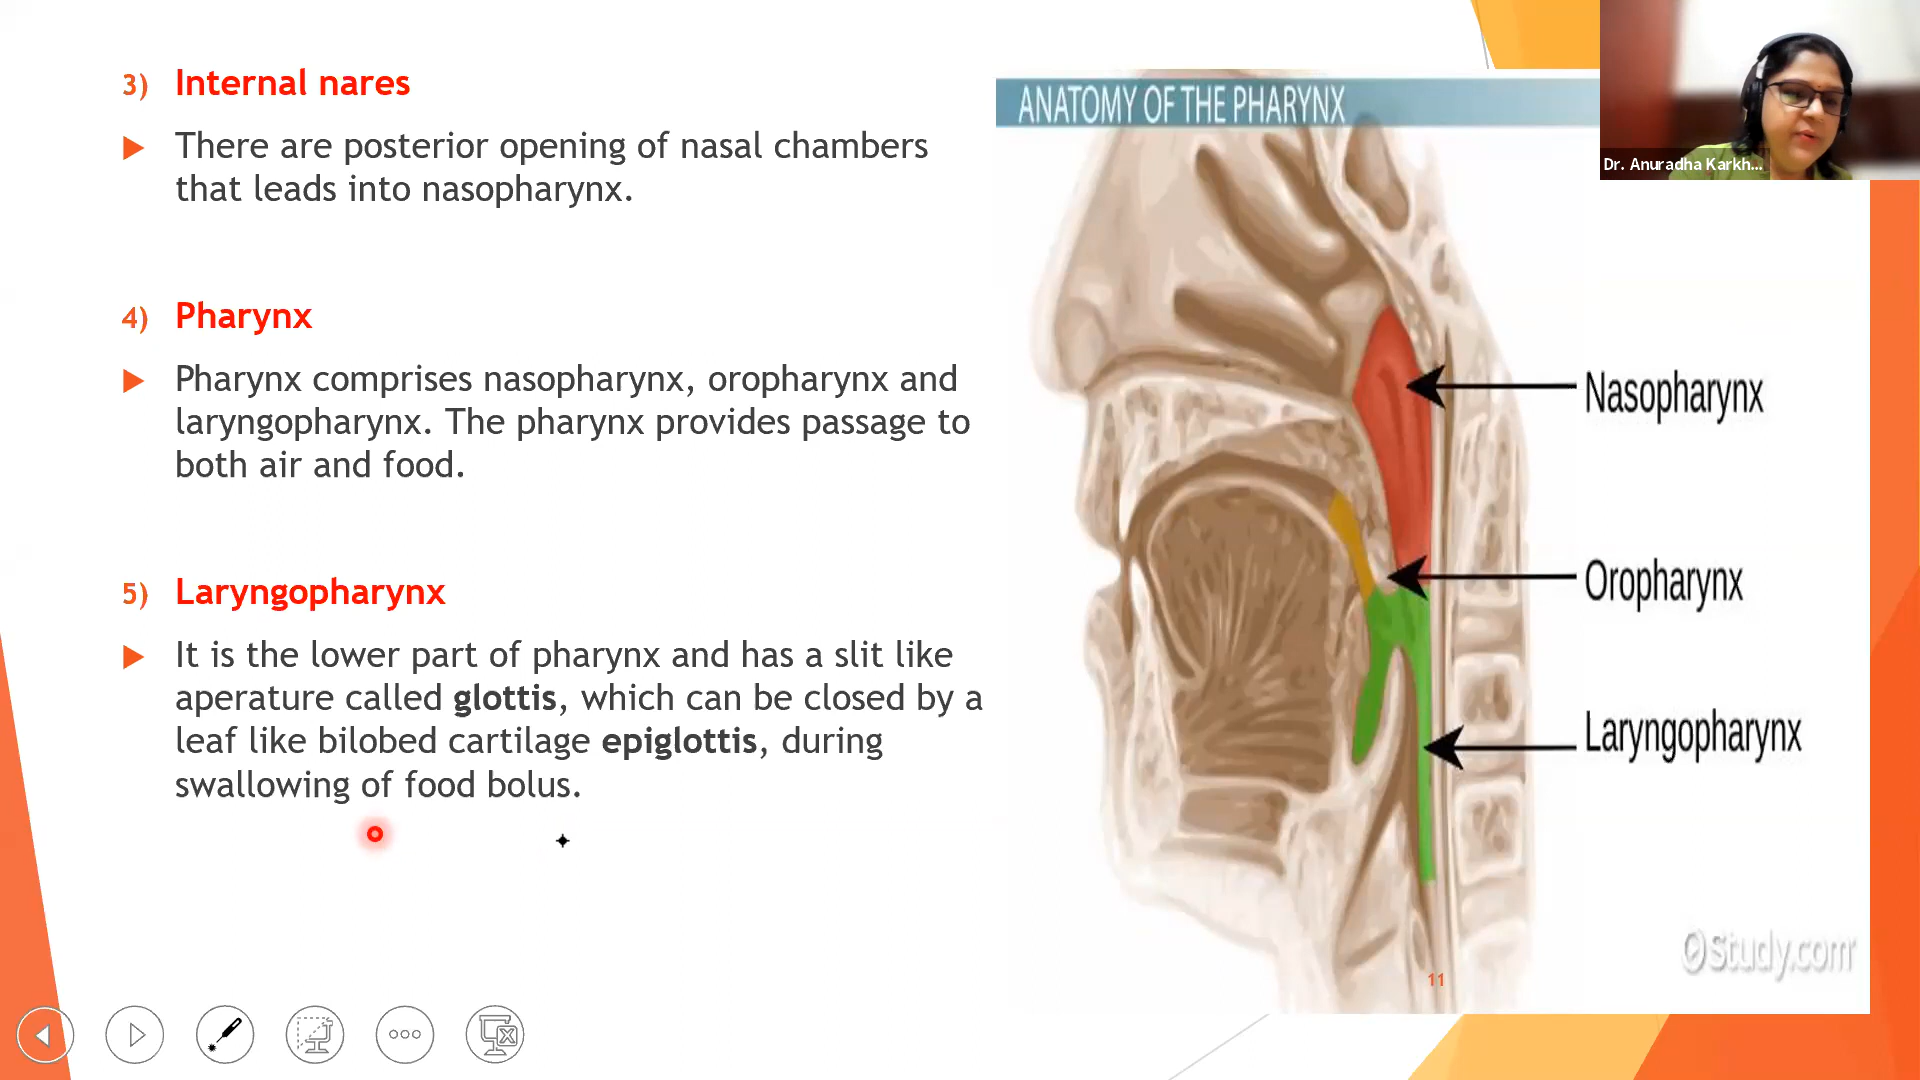 3) Internal nares
There are posterior opening of nasal chambers
that leads into nasopharynx.
4) Pharynx
Pharynx comprises nasopharynx, oropharynx and
laryngopharynx. The pharynx provides passage to
both air and food.
5) Laryngopharynx
It is the lower part of pharynx and has a slit like
aperature called glottis, which can be closed by a
leaf like bilobed cartilage epiglottis, during
swallowing of food bolus.
ANATOMY OF THE PHARYNX
Nasopharynx
Oropharynx
Laryngopharynx
Study.com
11
Dr. Anuradha Karkh...